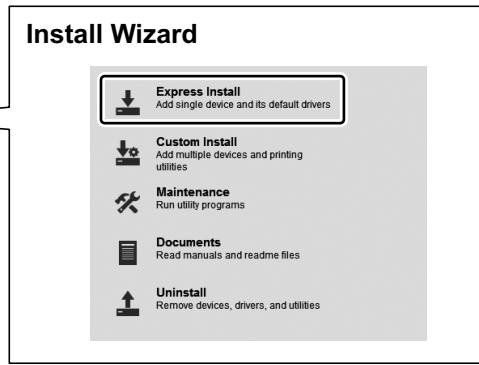 Install Wizard
Express Install
Add single device and its default drivers
Custom Install
Add multiple devices and printing
utilities
Maintenance
Run utility programs
Documents
Read manuals and readme files
Uninstall
Remove devices, drivers, and utilities